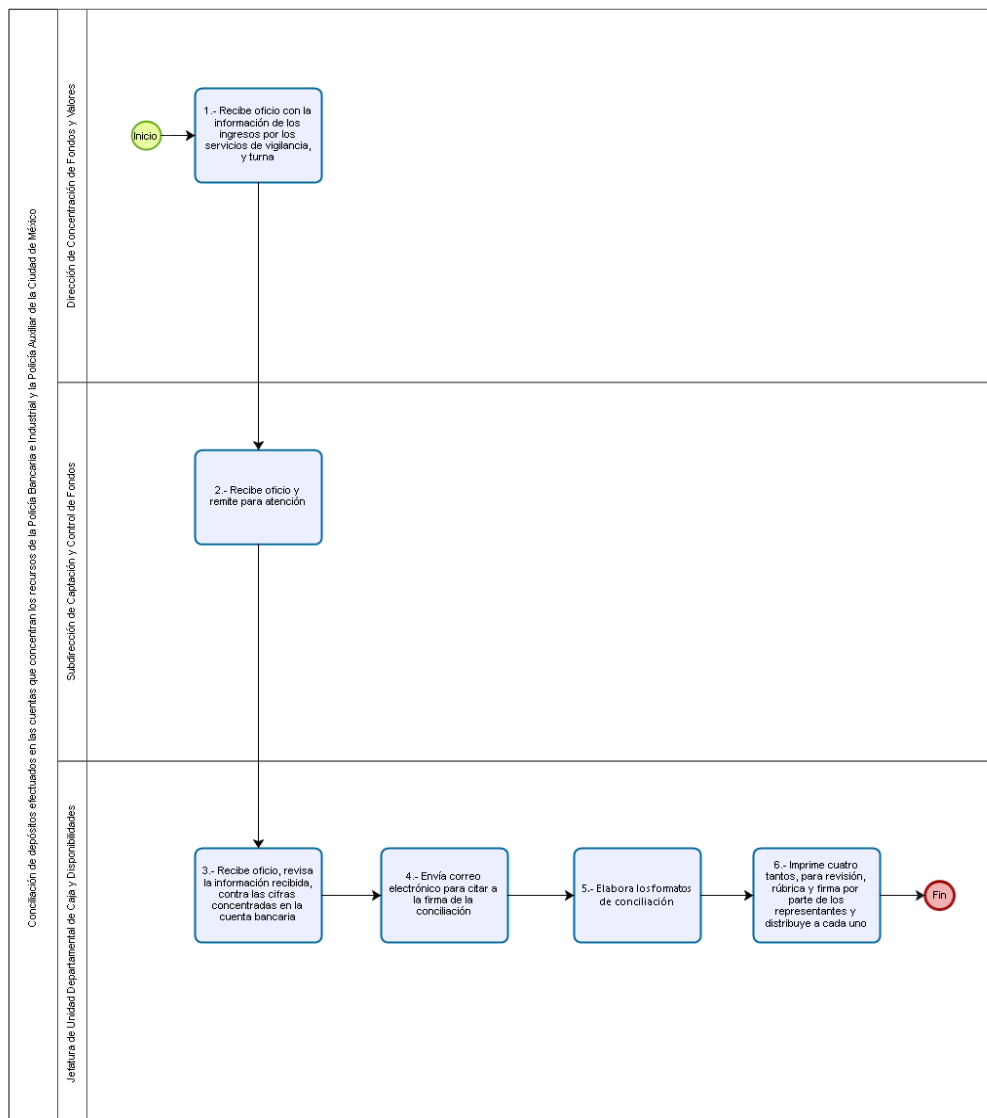 Conciliación de depósitos efectuados en las cuentas que concentran los recursos de la Policía Bancaria e Industrial y la Policía Auxiliar de la Ciudad de México
Dirección de Concentración de Fondos y Valores
Inicio
1.- Recibe oficio con la
información de los
ingresos por los
servicios de vigilancia,
y turna
Subdirección de Captación y Control de Fondos
2.- Recibe oficio y
remite para atención
Jefatura de Unidad Departamental de Caja y Disponibilidades
3.- Recibe oficio, revisa
la información recibida,
contra las cifras
concentradas en la
cuenta bancaria
4.- Envía correo
electrónico para citar a
la firma de la
conciliación
5.- Elabora los formatos
de conciliación
6.- Imprime cuatro
tantos, para revisión,
rúbrica y firma por
parte de los
representantes y
distribuye a cada uno
Fin